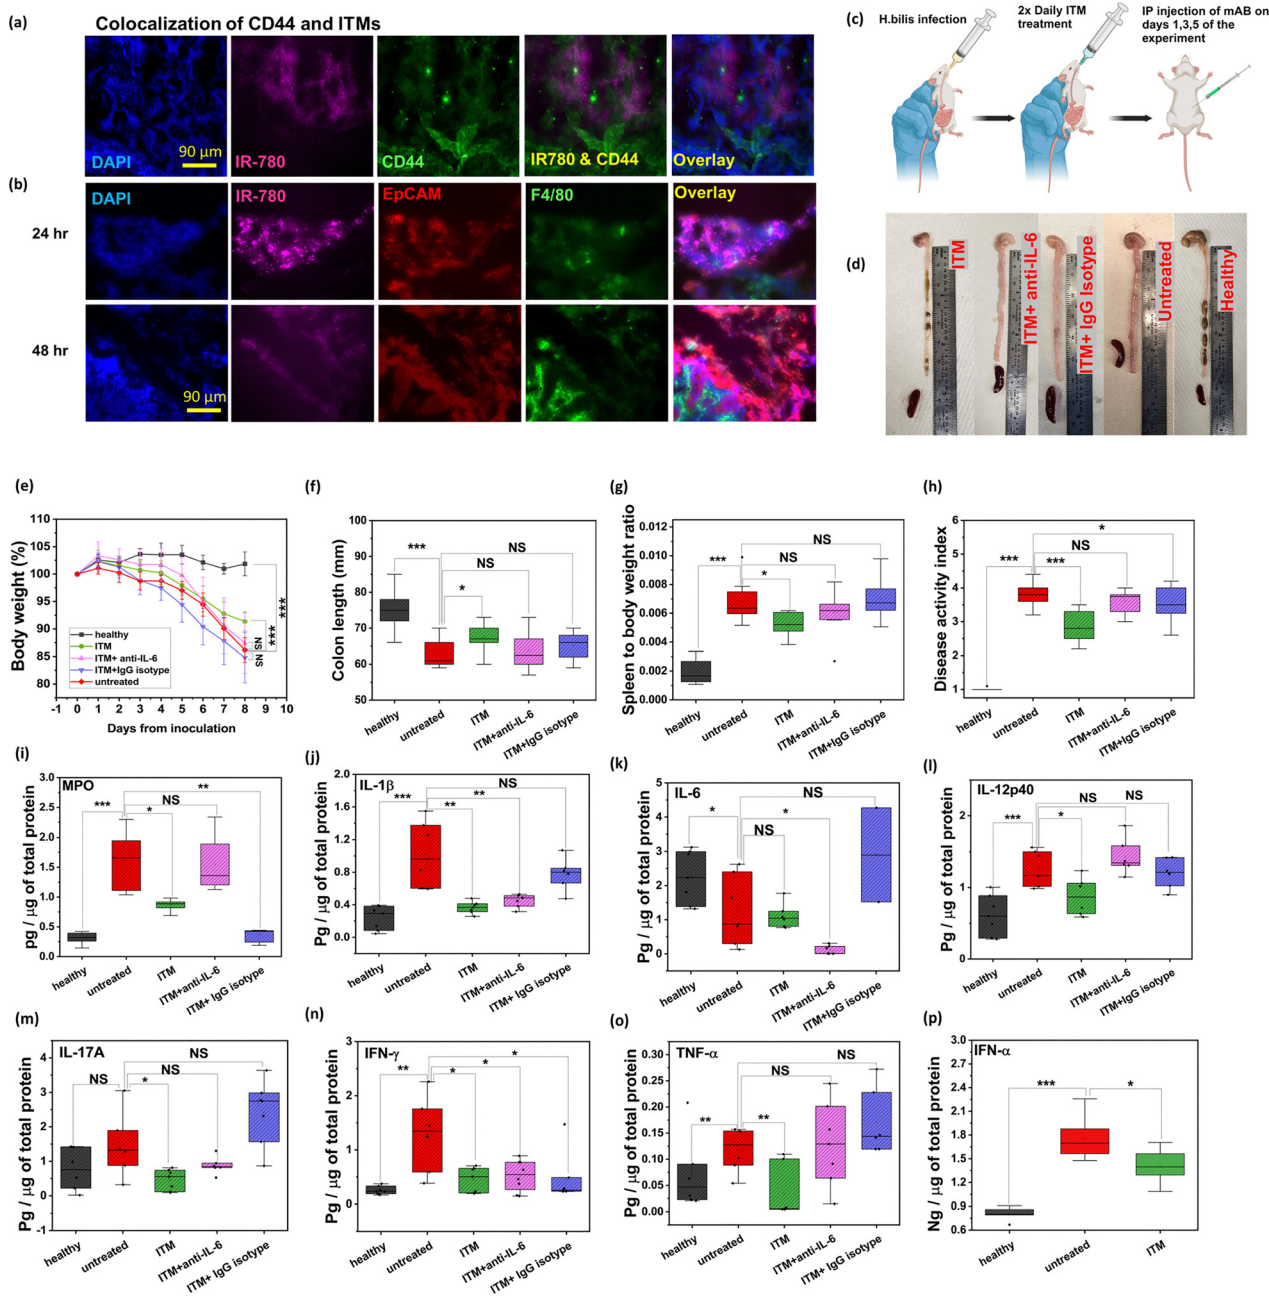 (a)
Colocalization of CD44 and ITMs
DAPI
90 μm
IR-780
CD44
IR780 & CD44
Overlay
(b)
24 hr
DAPI
IR-780
EpCAM
F4/80
Overlay
48 hr
90 μm
(c)
H.bilis infection
2x Daily ITM
treatment
IP injection of mAB on
days 1,3,5 of the
experiment
(d)
ITM
ITM+ anti-IL-6
ITM+ IgG Isotype
Untreated
Healthy
(e)
Body weight (%)
110
105
100
95
90
85
80
healthy
ITM
ITM+ anti-IL-6
ITM+IgG isotype
untreated
NS
NS
***
***
-1 0 1 2 3 4 5 6 7 8 9 10
Days from inoculation
(f)
Colon length (mm)
100
90
80
70
60
50
***
*
NS
NS
healthy
untreated
ITM
ITM+anti-IL-6
ITM+IgG isotype
(g)
Spleen to body weight ratio
0.012
0.010
0.008
0.006
0.004
0.002
0.000
***
*
NS
NS
healthy
untreated
ITM
ITM+anti-IL-6
ITM+IgG isotype
(h)
Disease activity index
6
5
4
3
2
1
***
***
NS
*
healthy
untreated
ITM
ITM+anti-IL-6
ITM+IgG isotype
(i)
MPO
pg / μg of total protein
3.0
2.5
2.0
1.5
1.0
0.5
0.0
***
*
NS
**
healthy
untreated
ITM
ITM+anti-IL-6
ITM+ IgG isotype
(j)
IL-1β
Pg / μg of total protein
2.0
1.6
1.2
0.8
0.4
0.0
***
**
**
NS
healthy
untreated
ITM
ITM+anti-IL-6
ITM+ IgG isotype
(k)
IL-6
Pg / μg of total protein
5
4
3
2
1
0
*
NS
*
NS
healthy
untreated
ITM
ITM+anti-IL-6
ITM+IgG isotype
(l)
IL-12p40
Pg / μg of total protein
2
1
0
***
*
NS
NS
healthy
untreated
ITM
ITM+anti-IL-6
ITM+IgG isotype
(m)
IL-17A
Pg / μg of total protein
4
3
2
1
0
-1
NS
*
NS
NS
healthy
untreated
ITM
ITM+anti-IL-6
ITM+ IgG isotype
(n)
IFN-γ
Pg / μg of total protein
3
2
1
0
**
*
*
*
healthy
untreated
ITM
ITM+anti-IL-6
ITM+ IgG isotype
(o)
TNF-α
Pg / μg of total protein
0.30
0.25
0.20
0.15
0.10
0.05
0.00
**
**
NS
NS
healthy
untreated
ITM
ITM+anti-IL-6
ITM+ IgG isotype
(p)
IFN-α
Ng / μg of total protein
3.0
2.7
2.4
2.1
1.8
1.5
1.2
0.9
0.6
***
*
healthy
untreated
ITM